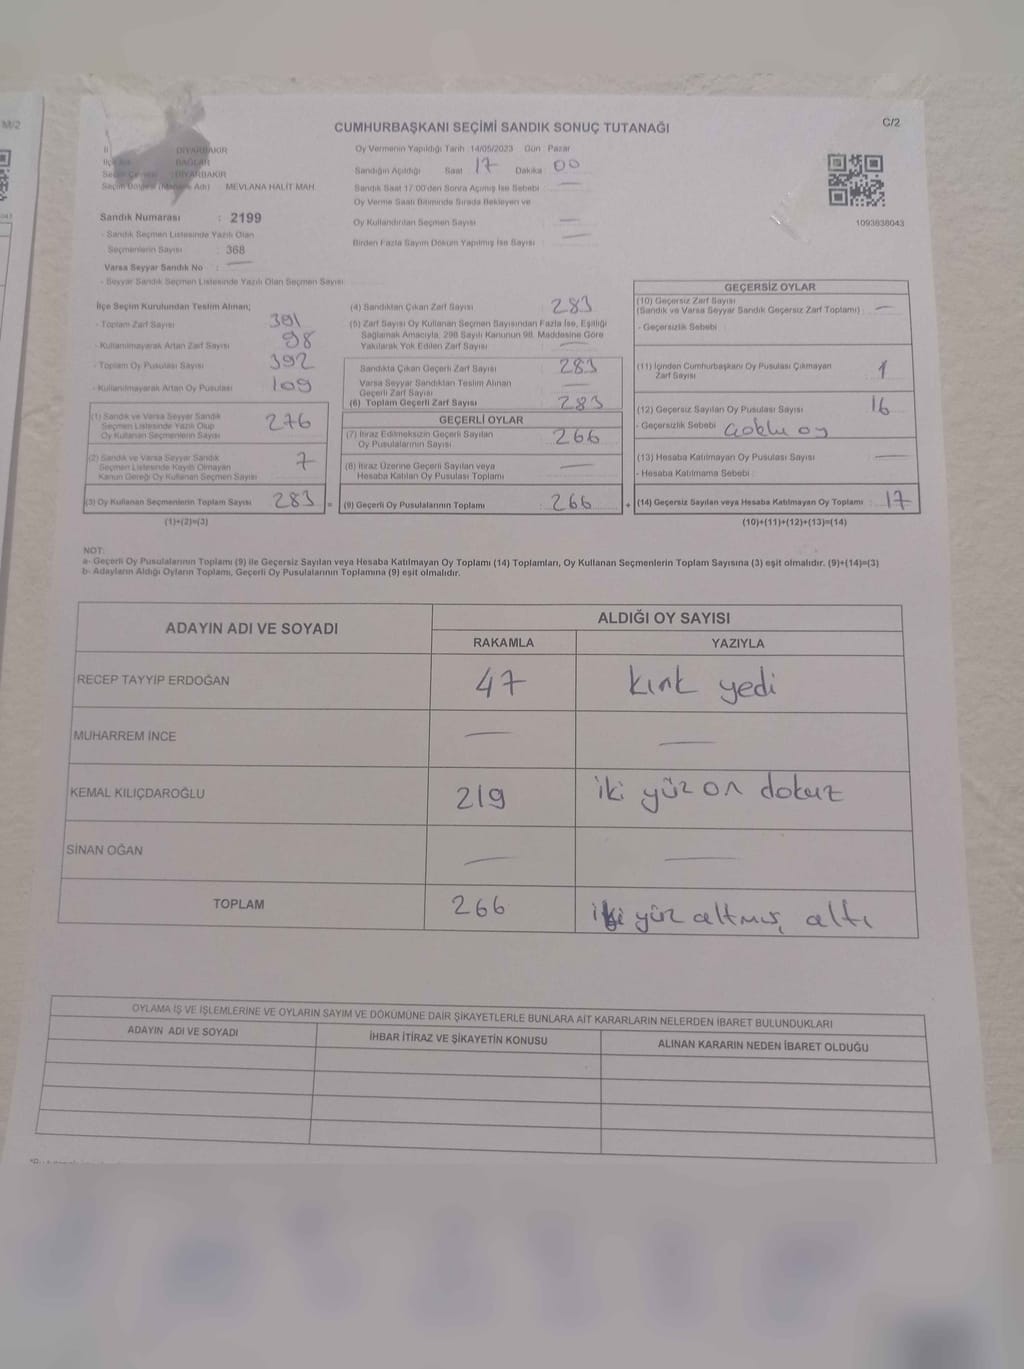 M/2
C/2
CUMHURBAŞKANI SEÇİMİ SANDIK SONUÇ TUTANAĞI
İl DİYARBAKIR
BAĞLAR
DİYARBAKIR
MEVLANA HALİT MAH.
Sandık Numarası : 2199
- Sandık Seçmen Listesinde Yazılı Olan
Seçmenlerin Sayısı : 368
Varsa Seyyar Sandık No : —
- Seyyar Sandık Seçmen Listesinde Yazılı Olan Seçmen Sayısı
Oy Vermenin Yapıldığı Tarih :14/05/2023 Gün : Pazar
Sandığın Açıldığı Saat 17 Dakika 00
Sandık Saat 17:00'den Sonra Açmış İse Sebebi —
Oy Verme Saati Bitiminde Sırada Bekleyen ve
Oy Kullandırılan Seçmen Sayısı —
Birden Fazla Sayım Döküm Yapılmış İse Sayısı —
1093838043
İlçe Seçim Kurulundan Teslim Alınan;
- Toplam Zarf Sayısı 381
- Kullanılmayarak Artan Zarf Sayısı 98
- Toplam Oy Pusulası Sayısı 392
- Kullanılmayarak Artan Oy Pusulası 109
(1) Sandık ve Varsa Seyyar Sandık
Seçmen Listesinde Yazılı Olup
Oy Kullanan Seçmenlerin Sayısı 276
(2) Sandık ve Varsa Seyyar Sandık
Seçmen Listesinde Kayıtlı Olmayan
Kanun Gereği Oy Kullanan Seçmen Sayısı 7
(3) Oy Kullanan Seçmenlerin Toplam Sayısı 283 =
(1)+(2)=(3)
(4) Sandıktan Çıkan Zarf Sayısı 283
(5) Zarf Sayısı Oy Kullanan Seçmen Sayısından Fazla İse, Eşitliği
Sağlamak Amacıyla, 298 Sayılı Kanunun 98. Maddesine Göre
Yakılarak Yok Edilen Zarf Sayısı —
Sandıkta Çıkan Geçerli Zarf Sayısı 283
Varsa Seyyar Sandıktan Teslim Alınan
Geçerli Zarf Sayısı —
(6) Toplam Geçerli Zarf Sayısı 283
GEÇERLİ OYLAR
(7) İtiraz Edilmeksizin Geçerli Sayılan
Oy Pusulalarının Sayısı 266
(8) İtiraz Üzerine Geçerli Sayılan veya
Hesaba Katılan Oy Pusulası Toplamı —
(9) Geçerli Oy Pusulalarının Toplamı 266 +
GEÇERSİZ OYLAR
(10) Geçersiz Zarf Sayısı
(Sandık ve Varsa Seyyar Sandık Geçersiz Zarf Toplamı) : —
- Geçersizlik Sebebi :
(11) İçinden Cumhurbaşkanı Oy Pusulası Çıkmayan
Zarf Sayısı 1
(12) Geçersiz Sayılan Oy Pusulası Sayısı 16
- Geçersizlik Sebebi Çoklu oy
(13) Hesaba Katılmayan Oy Pusulası Sayısı —
- Hesaba Katılmama Sebebi :
(14) Geçersiz Sayılan veya Hesaba Katılmayan Oy Toplamı : 17
(10)+(11)+(12)+(13)=(14)
NOT:
a- Geçerli Oy Pusulalarının Toplamı (9) ile Geçersiz Sayılan veya Hesaba Katılmayan Oy Toplamı (14) Toplamları, Oy Kullanan Seçmenlerin Toplam Sayısına (3) eşit olmalıdır. (9)+(14)=(3)
b- Adayların Aldığı Oyların Toplamı, Geçerli Oy Pusulalarının Toplamına (9) eşit olmalıdır.
ADAYIN ADI VE SOYADI
ALDIĞI OY SAYISI
RAKAMLA YAZIYLA
RECEP TAYYİP ERDOĞAN 47 kırk yedi
MUHARREM İNCE — —
KEMAL KILIÇDAROĞLU 219 iki yüz on dokuz
SİNAN OĞAN — —
TOPLAM 266 iki yüz altmış altı
OYLAMA İŞ VE İŞLEMLERİNE VE OYLARIN SAYIM VE DÖKÜMÜNE DAİR ŞİKAYETLERLE BUNLARA AİT KARARLARIN NELERDEN İBARET BULUNDUKLARI
ADAYIN ADI VE SOYADI
İHBAR İTİRAZ VE ŞİKAYETİN KONUSU
ALINAN KARARIN NEDEN İBARET OLDUĞU